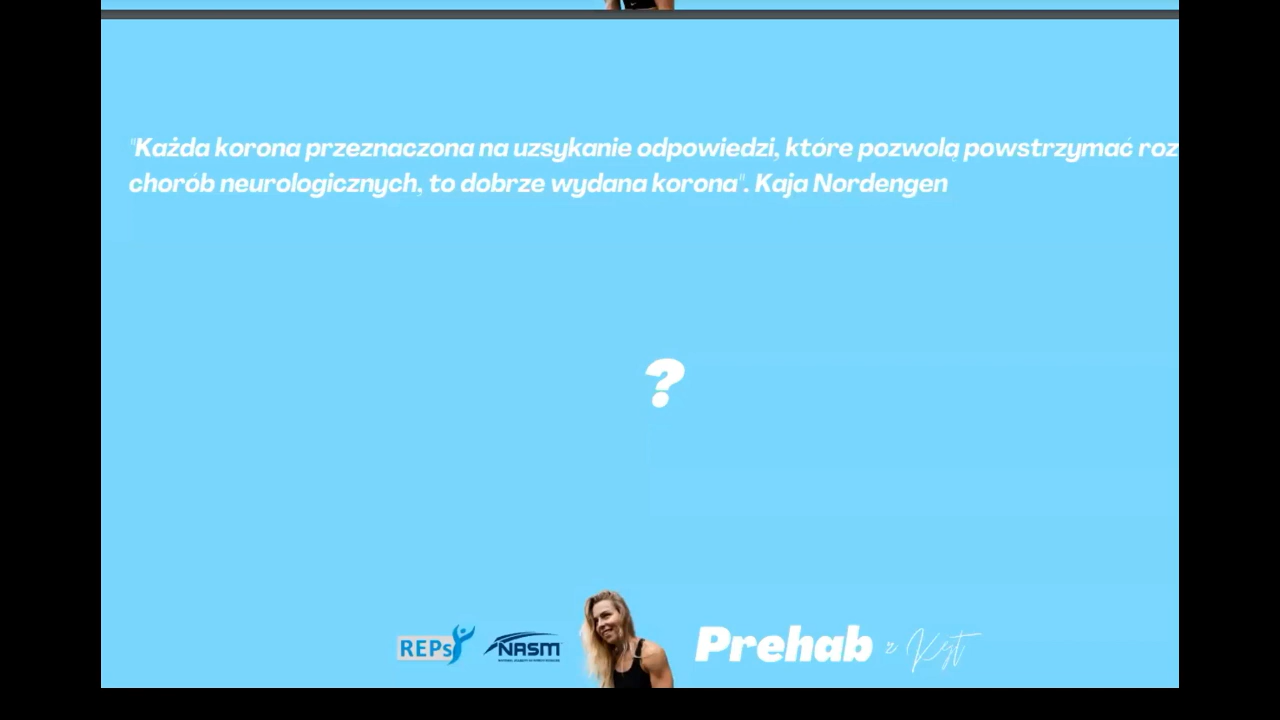 "Każda korona przeznaczona na uzsykanie odpowiedzi, które pozwolą powstrzymać roz
chorób neurologicznych, to dobrze wydana korona". Kaja Nordengen
?
REPs NASM Prehab z